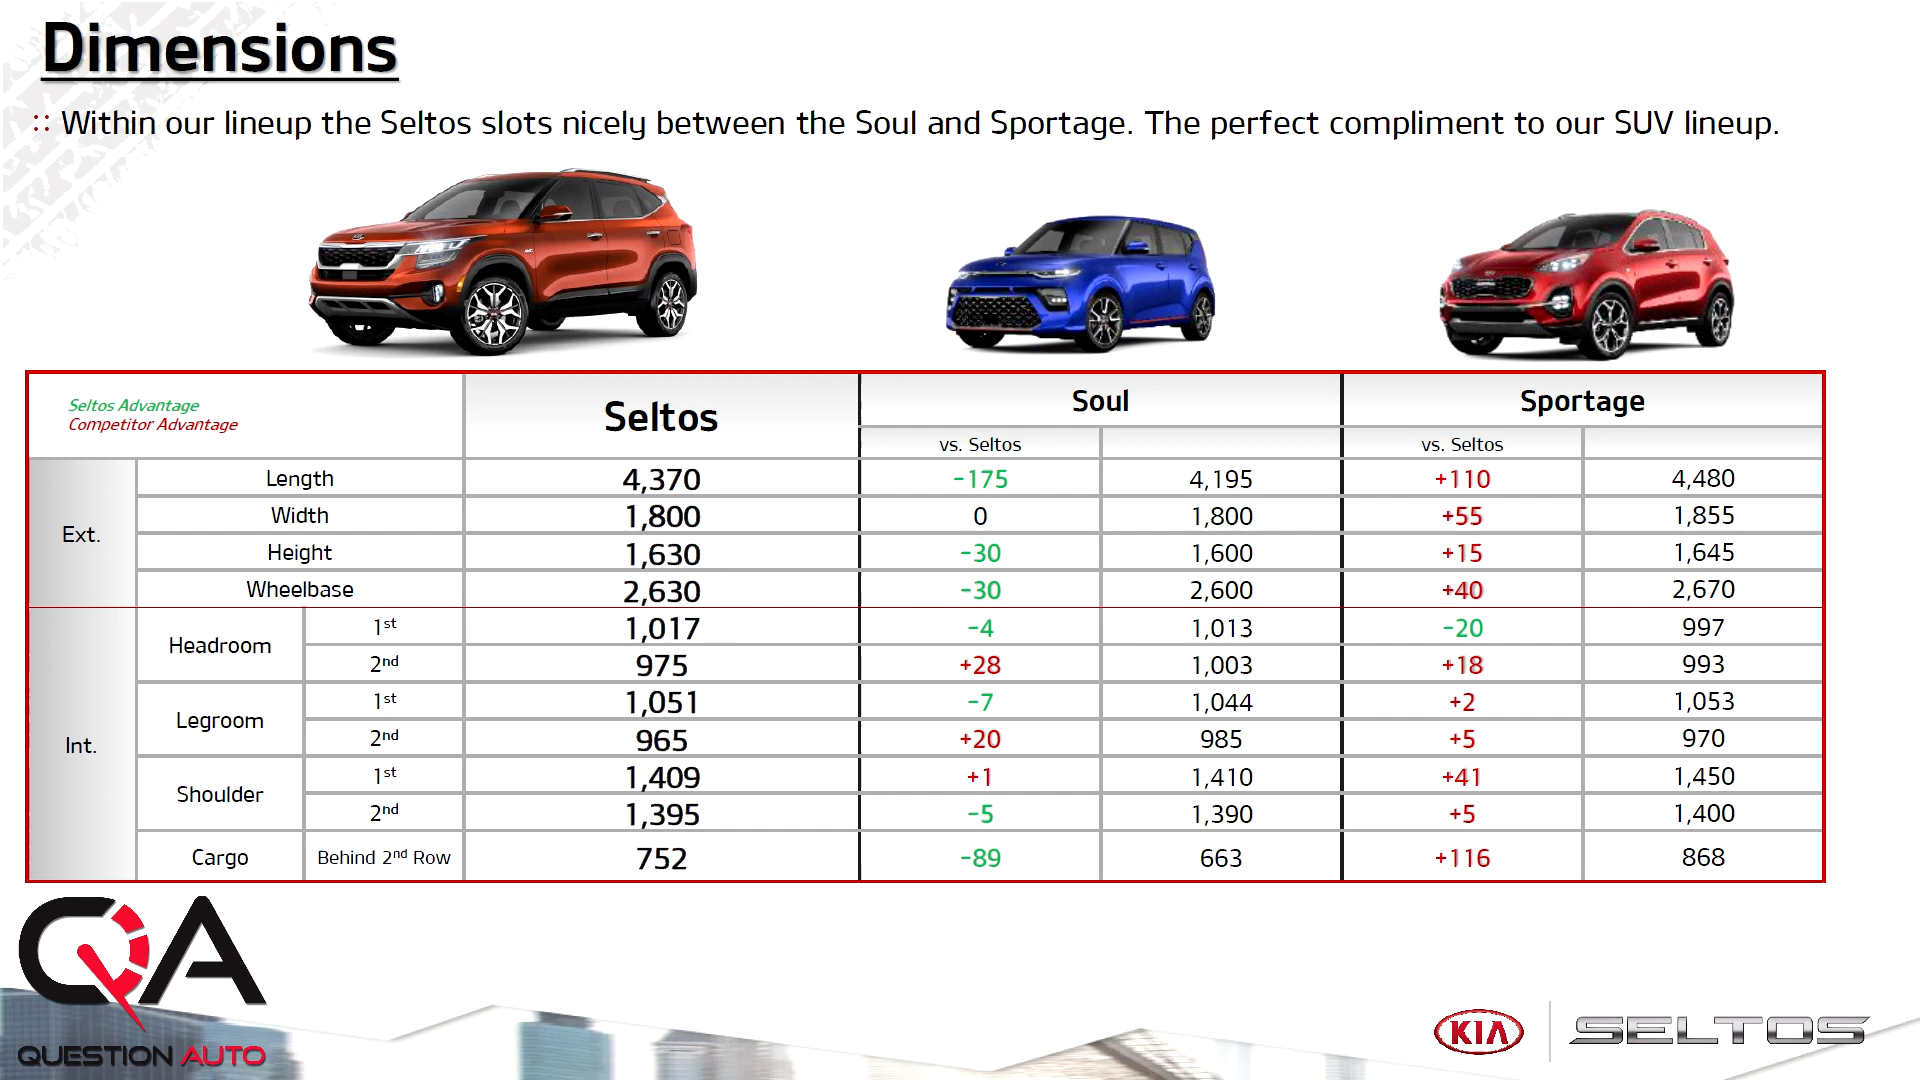 Dimensions
:: Within our lineup the Seltos slots nicely between the Soul and Sportage. The perfect compliment to our SUV lineup.
Seltos Advantage
Competitor Advantage
Seltos
Soul
Sportage
vs. Seltos
vs. Seltos
Ext.
Length 4,370 -175 4,195 +110 4,480
Width 1,800 0 1,800 +55 1,855
Height 1,630 -30 1,600 +15 1,645
Wheelbase 2,630 -30 2,600 +40 2,670
Int.
Headroom
1st 1,017 -4 1,013 -20 997
2nd 975 +28 1,003 +18 993
Legroom
1st 1,051 -7 1,044 +2 1,053
2nd 965 +20 985 +5 970
Shoulder
1st 1,409 +1 1,410 +41 1,450
2nd 1,395 -5 1,390 +5 1,400
Cargo Behind 2nd Row 752 -89 663 +116 868
QA
QUESTION AUTO
KIA
SELTOS